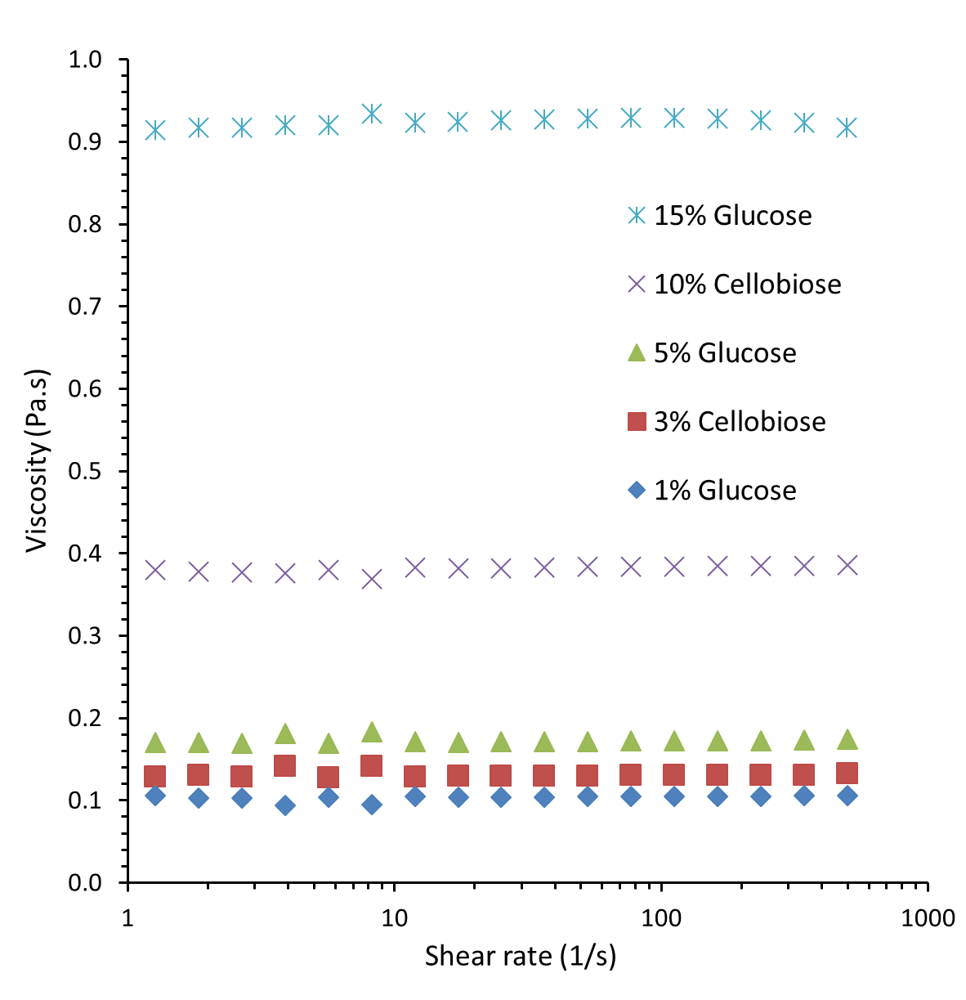 1.0
0.9
0.8
0.7
0.6
0.5
0.4
0.3
0.2
0.1
0.0
Viscosity (Pa.s)
15% Glucose
10% Cellobiose
5% Glucose
3% Cellobiose
1% Glucose
1 10 100 1000
Shear rate (1/s)